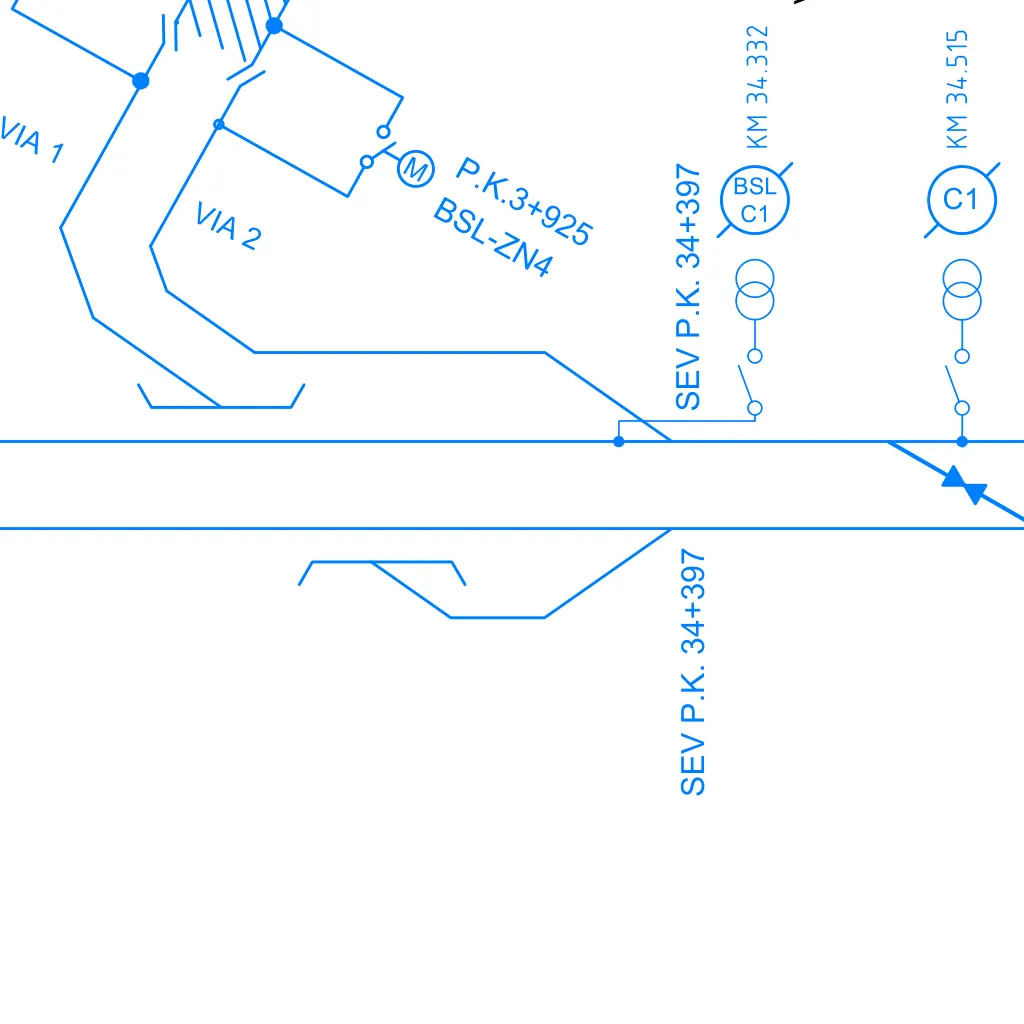 VIA 1
VIA 2
M
P.K.3+925
BSL-ZN4
SEV P.K. 34+397
KM 34.332
BSL
C1
KM 34.515
C1
SEV P.K. 34+397